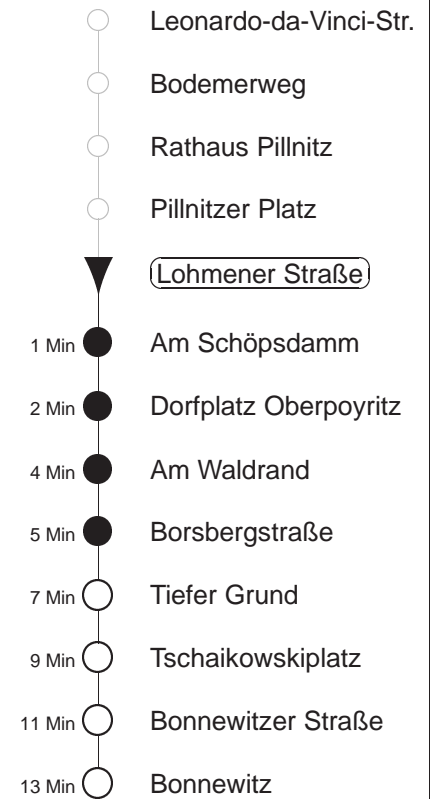 Leonardo-da-Vinci-Str.
Bodemerweg
Rathaus Pillnitz
Pillnitzer Platz
Lohmener Straße
1 Min Am Schöpsdamm
2 Min Dorfplatz Oberpoyritz
4 Min Am Waldrand
5 Min Borsbergstraße
7 Min Tiefer Grund
9 Min Tschaikowskiplatz
11 Min Bonnewitzer Straße
13 Min Bonnewitz